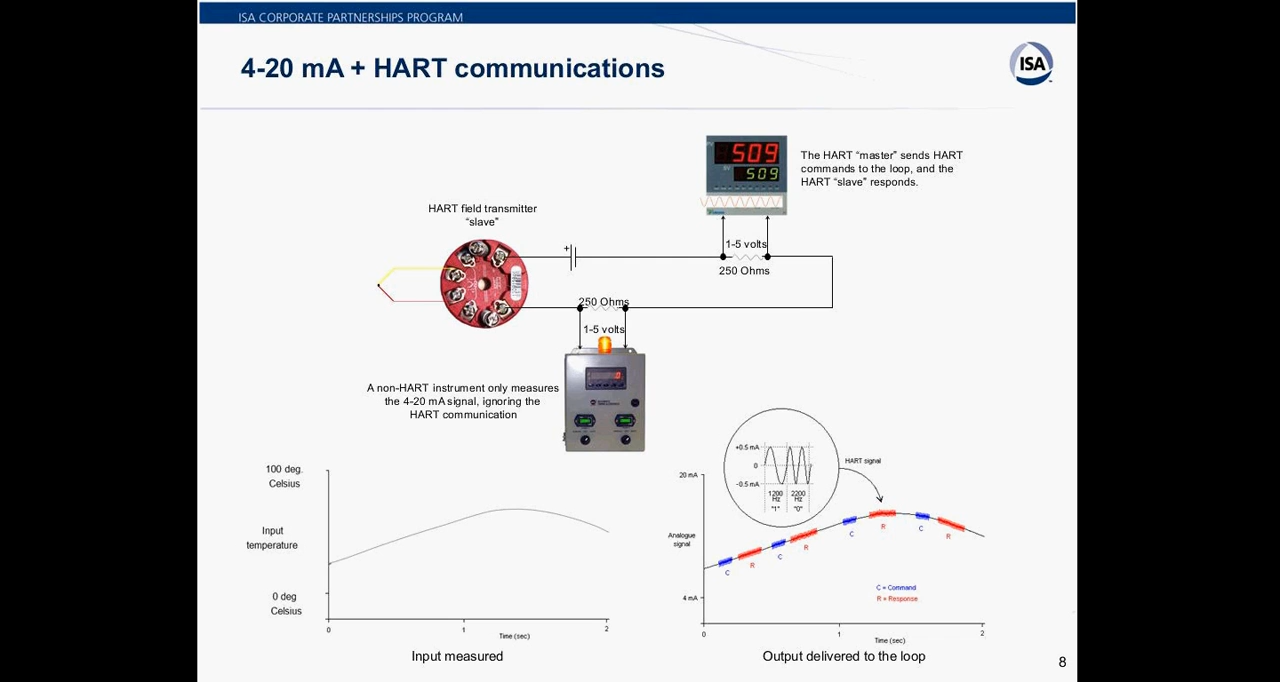 ISA CORPORATE PARTNERSHIPS PROGRAM
4-20 mA + HART communications
ISA
509
509
The HART “master” sends HART
commands to the loop, and the
HART “slave” responds.
HART field transmitter
“slave”
+
1-5 volts
250 Ohms
250 Ohms
1-5 volts
A non-HART instrument only measures
the 4-20 mA signal, ignoring the
HART communication
100 deg.
Celsius
Input
temperature
0 deg
Celsius
0
1
2
Time (sec)
Input measured
20 mA
Analogue
signal
4 mA
+0.5 mA
0
-0.5 mA
1200
Hz
"1"
2200
Hz
"0"
HART signal
C
R
C
R
C
R
C
R
C = Command
R = Response
0
1
2
Time (sec)
Output delivered to the loop
8